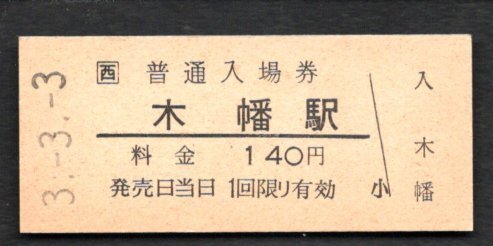 3.-3.-3
西 普通入場券
木幡駅
料金 140円
発売日当日1回限り有効 小
入
木
幡